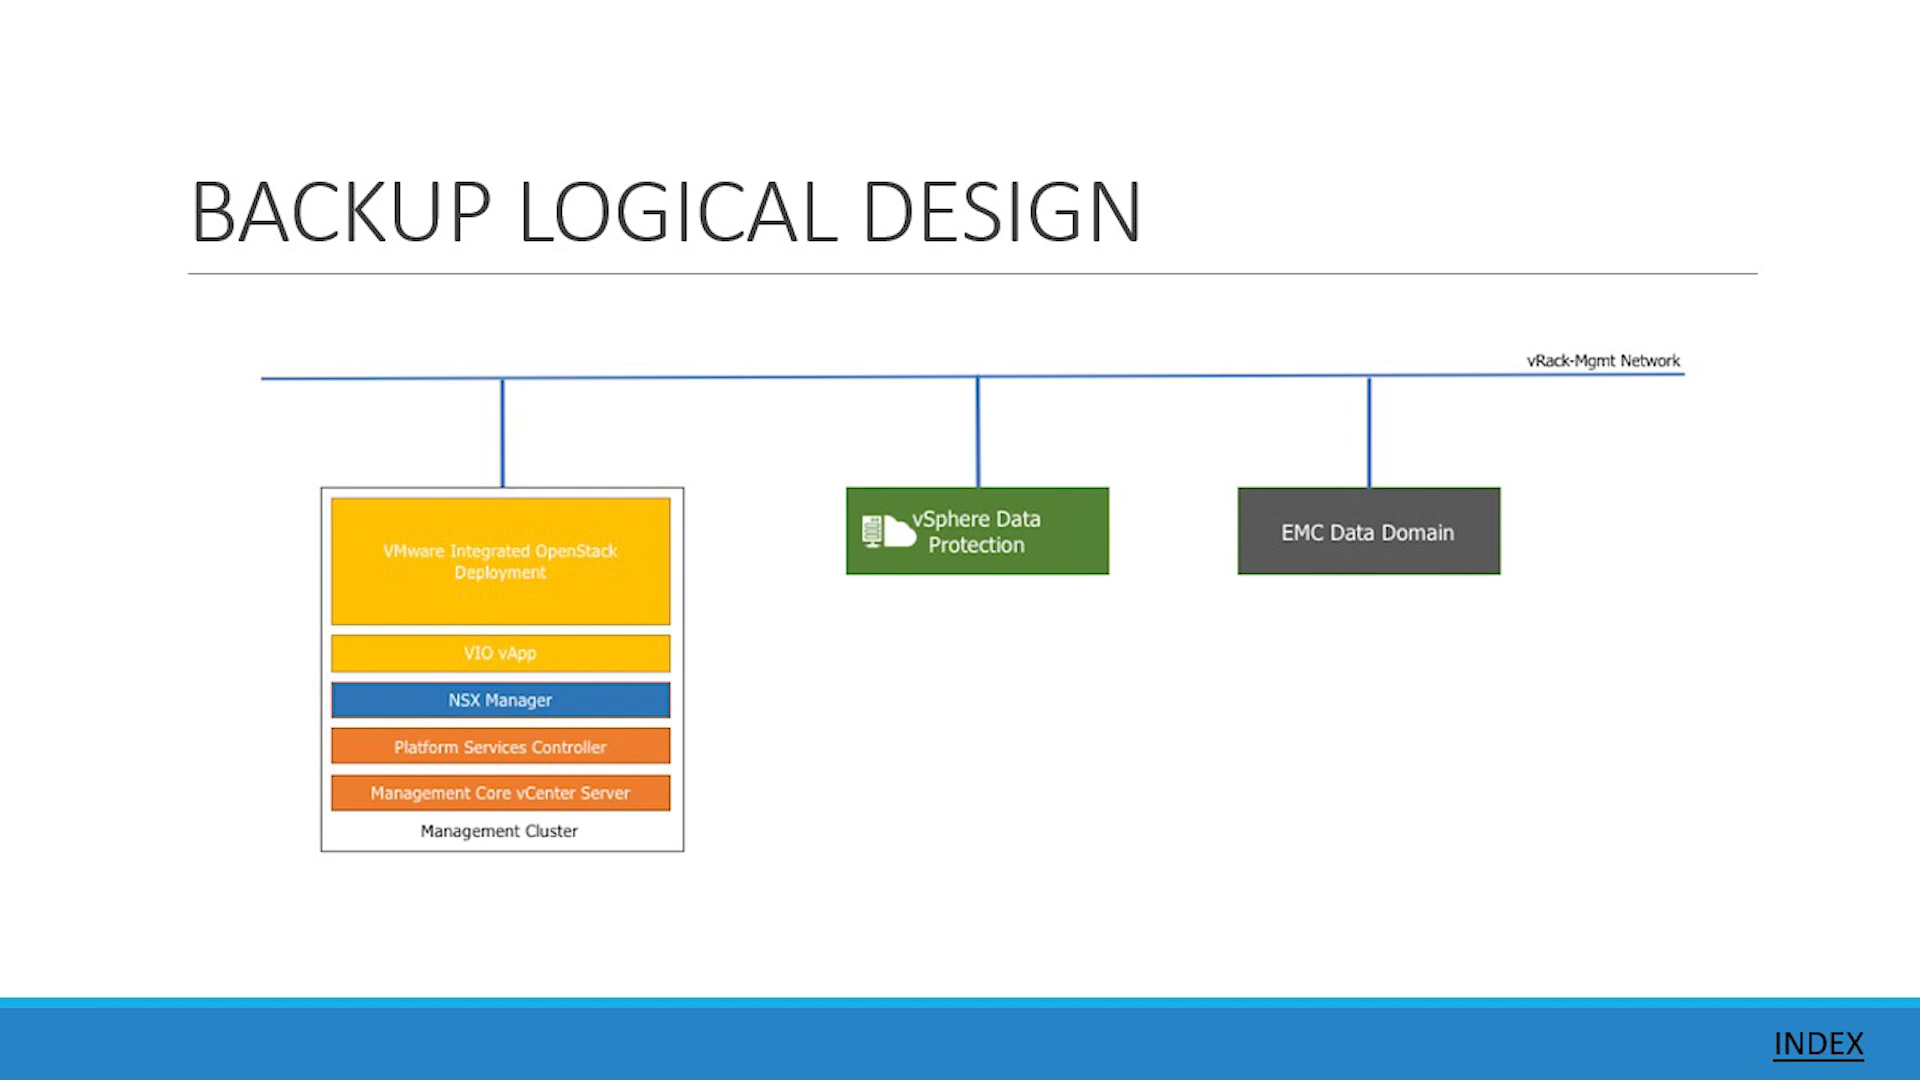 BACKUP LOGICAL DESIGN
vRack-Mgmt Network
VMware Integrated OpenStack
Deployment
VIO vApp
NSX Manager
Platform Services Controller
Management Core vCenter Server
Management Cluster
vSphere Data
Protection
EMC Data Domain
INDEX